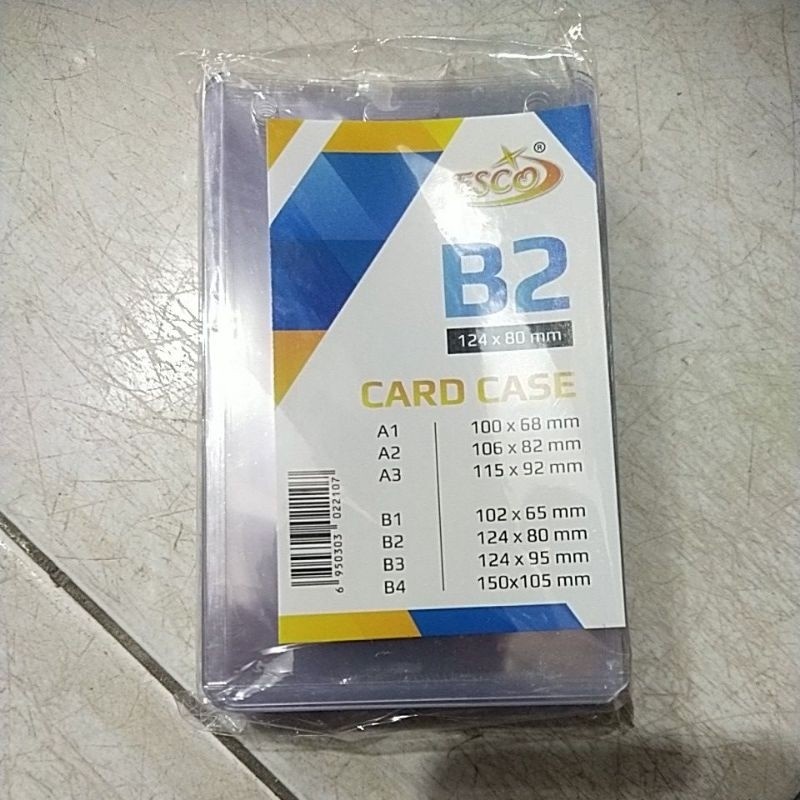 ESCO ®
B2
124 x 80 mm
CARD CASE
A1 100 x 68 mm
A2 106 x 82 mm
A3 115 x 92 mm
B1 102 x 65 mm
B2 124 x 80 mm
B3 124 x 95 mm
B4 150x105 mm
6 950303 022107